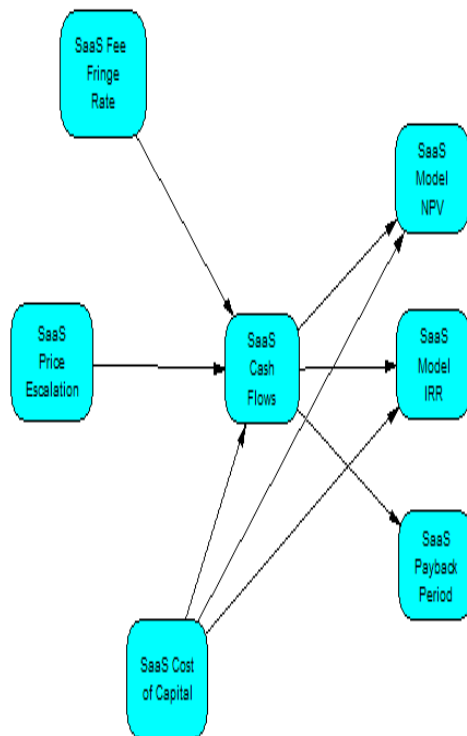 SaaS Fee
Fringe
Rate
SaaS
Model
NPV
SaaS
Price
Escalation
SaaS
Cash
Flows
SaaS
Model
IRR
SaaS
Payback
Period
SaaS Cost
of Capital